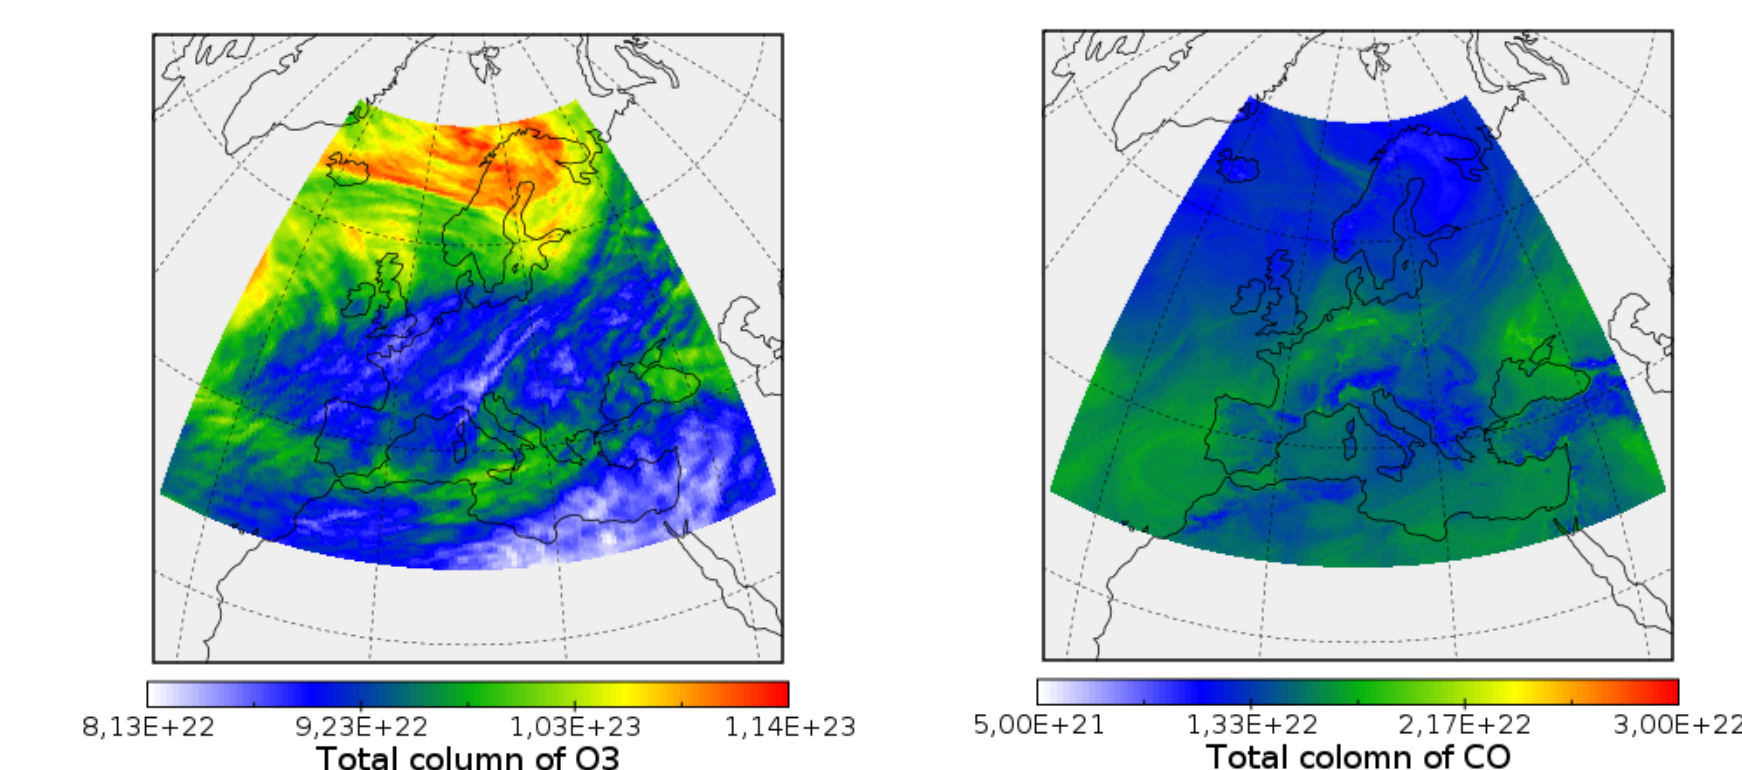 8,13E+22 9,23E+22 1,03E+23 1,14E+23
Total column of O3
5,00E+21 1,33E+22 2,17E+22 3,00E+22
Total colomn of CO